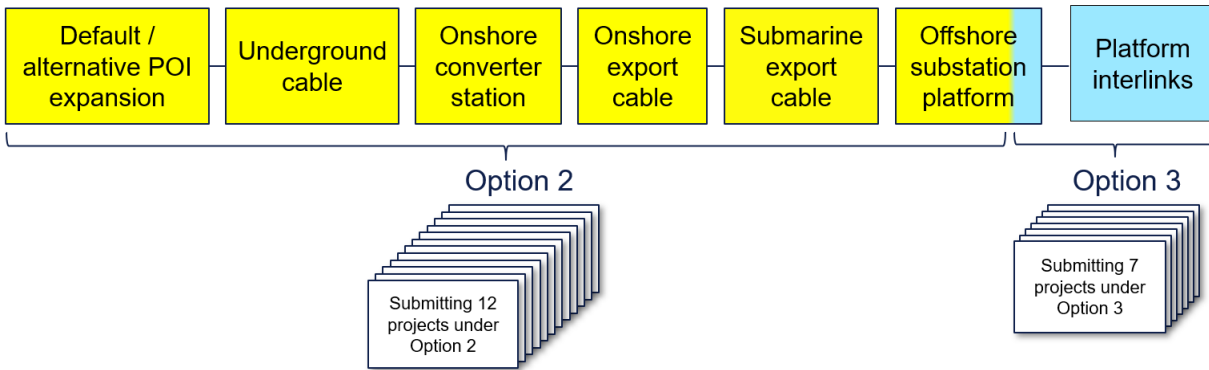 Default /
alternative POI
expansion
Underground
cable
Onshore
converter
station
Onshore
export
cable
Submarine
export
cable
Offshore
substation
platform
Platform
interlinks
Option 2
Option 3
Submitting 12
projects under
Option 2
Submitting 7
projects under
Option 3